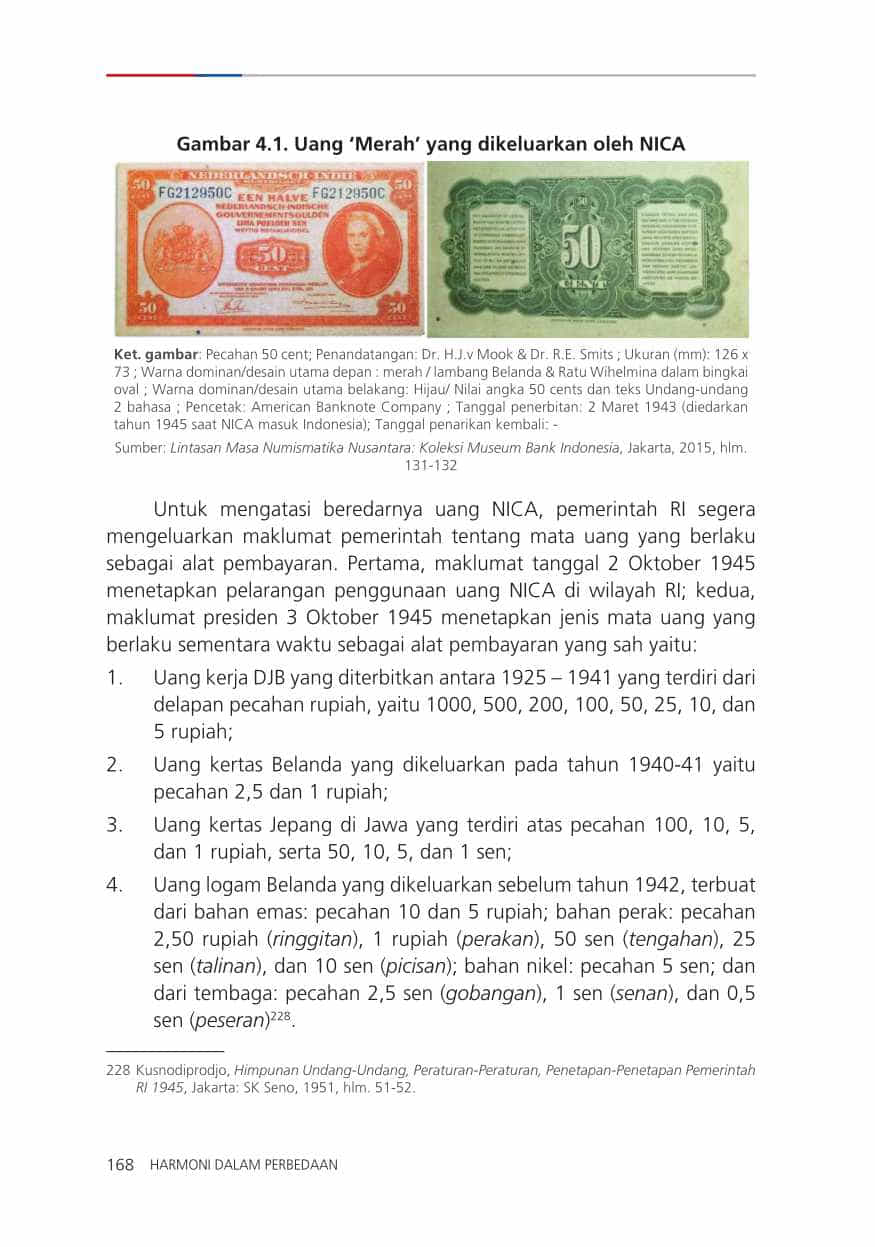 Gambar 4.1. Uang ‘Merah’ yang dikeluarkan oleh NICA
NEDERLANDSCH-INDIË
50 50
CENT CENT
FG212950C FG212950C
EEN HALVE
NEDERLANDSCH-INDISCHE
GOUVERNEMENTSGULDEN
LIMA POELOEH SEN
WETTIG BETAALMIDDEL
50
CENT
50 50
CENT CENT
50
50
CENT
Ket. gambar: Pecahan 50 cent; Penandatangan: Dr. H.J.v Mook & Dr. R.E. Smits ; Ukuran (mm): 126 x
73 ; Warna dominan/desain utama depan : merah / lambang Belanda & Ratu Wihelmina dalam bingkai
oval ; Warna dominan/desain utama belakang: Hijau/ Nilai angka 50 cents dan teks Undang-undang
2 bahasa ; Pencetak: American Banknote Company ; Tanggal penerbitan: 2 Maret 1943 (diedarkan
tahun 1945 saat NICA masuk Indonesia); Tanggal penarikan kembali: -
Sumber: Lintasan Masa Numismatika Nusantara: Koleksi Museum Bank Indonesia, Jakarta, 2015, hlm.
131-132
Untuk mengatasi beredarnya uang NICA, pemerintah RI segera
mengeluarkan maklumat pemerintah tentang mata uang yang berlaku
sebagai alat pembayaran. Pertama, maklumat tanggal 2 Oktober 1945
menetapkan pelarangan penggunaan uang NICA di wilayah RI; kedua,
maklumat presiden 3 Oktober 1945 menetapkan jenis mata uang yang
berlaku sementara waktu sebagai alat pembayaran yang sah yaitu:
1. Uang kerja DJB yang diterbitkan antara 1925 – 1941 yang terdiri dari
delapan pecahan rupiah, yaitu 1000, 500, 200, 100, 50, 25, 10, dan
5 rupiah;
2. Uang kertas Belanda yang dikeluarkan pada tahun 1940-41 yaitu
pecahan 2,5 dan 1 rupiah;
3. Uang kertas Jepang di Jawa yang terdiri atas pecahan 100, 10, 5,
dan 1 rupiah, serta 50, 10, 5, dan 1 sen;
4. Uang logam Belanda yang dikeluarkan sebelum tahun 1942, terbuat
dari bahan emas: pecahan 10 dan 5 rupiah; bahan perak: pecahan
2,50 rupiah (ringgitan), 1 rupiah (perakan), 50 sen (tengahan), 25
sen (talinan), dan 10 sen (picisan); bahan nikel: pecahan 5 sen; dan
dari tembaga: pecahan 2,5 sen (gobangan), 1 sen (senan), dan 0,5
sen (peseran)²²⁸.
228 Kusnodiprodjo, Himpunan Undang-Undang, Peraturan-Peraturan, Penetapan-Penetapan Pemerintah
RI 1945, Jakarta: SK Seno, 1951, hlm. 51-52.
168 HARMONI DALAM PERBEDAAN